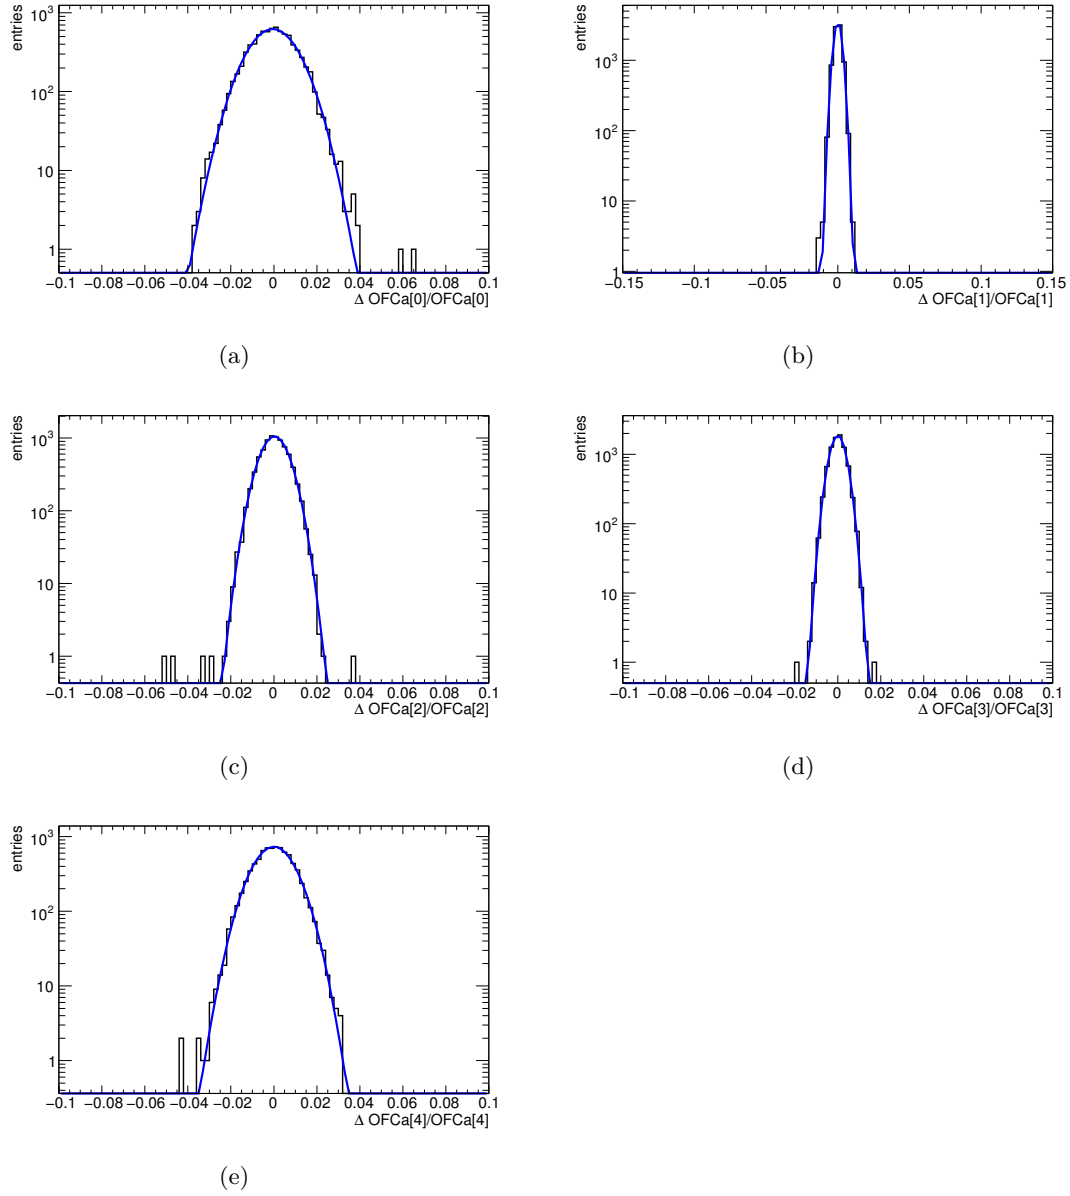 entries
10³
10²
10
1
−0.1 −0.08 −0.06 −0.04 −0.02 0 0.02 0.04 0.06 0.08 0.1
Δ OFCa[0]/OFCa[0]
(a)
entries
10³
10²
10
1
−0.15 −0.1 −0.05 0 0.05 0.1 0.15
Δ OFCa[1]/OFCa[1]
(b)
entries
10³
10²
10
1
−0.1 −0.08 −0.06 −0.04 −0.02 0 0.02 0.04 0.06 0.08 0.1
Δ OFCa[2]/OFCa[2]
(c)
entries
10³
10²
10
1
−0.1 −0.08 −0.06 −0.04 −0.02 0 0.02 0.04 0.06 0.08 0.1
Δ OFCa[3]/OFCa[3]
(d)
entries
10³
10²
10
1
−0.1 −0.08 −0.06 −0.04 −0.02 0 0.02 0.04 0.06 0.08 0.1
Δ OFCa[4]/OFCa[4]
(e)